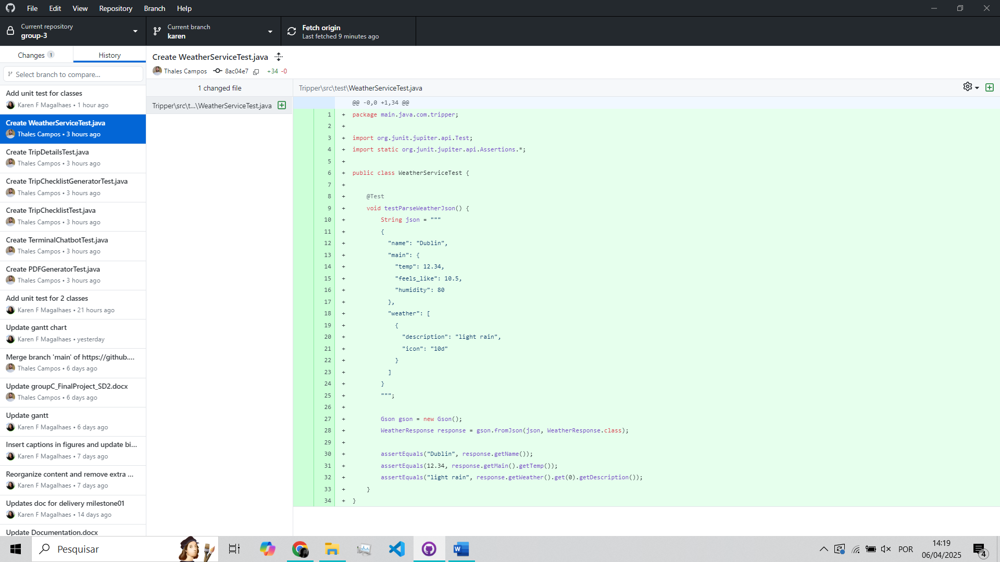 File Edit View Repository Branch Help
Current repository
group-3
Current branch
karen
Fetch origin
Last fetched 9 minutes ago
Changes 1
History
Select branch to compare...
Add unit test for classes
Karen F Magalhaes • 1 hour ago
Create WeatherServiceTest.java
Thales Campos • 3 hours ago
Create TripDetailsTest.java
Thales Campos • 3 hours ago
Create TripChecklistGeneratorTest.java
Thales Campos • 3 hours ago
Create TripChecklistTest.java
Thales Campos • 3 hours ago
Create TerminalChatbotTest.java
Thales Campos • 3 hours ago
Create PDFGeneratorTest.java
Thales Campos • 3 hours ago
Add unit test for 2 classes
Karen F Magalhaes • 21 hours ago
Update gantt chart
Karen F Magalhaes • yesterday
Merge branch 'main' of https://github....
Thales Campos • 6 days ago
Update groupC_FinalProject_SD2.docx
Thales Campos • 6 days ago
Update gantt
Karen F Magalhaes • 6 days ago
Insert captions in figures and update bi...
Karen F Magalhaes • 7 days ago
Reorganize content and remove extra ...
Karen F Magalhaes • 7 days ago
Updates doc for delivery milestone01
Karen F Magalhaes • 14 days ago
Update Documentation.docx
Create WeatherServiceTest.java
Thales Campos 8ac04e7 +34 -0
1 changed file
Tripper\src\t...\WeatherServiceTest.java
Tripper\src\test\WeatherServiceTest.java
@@ -0,0 +1,34 @@
1 + package main.java.com.tripper;
2 +
3 + import org.junit.jupiter.api.Test;
4 + import static org.junit.jupiter.api.Assertions.*;
5 +
6 + public class WeatherServiceTest {
7 +
8 + @Test
9 + void testParseWeatherJson() {
10 + String json = """
11 + {
12 + "name": "Dublin",
13 + "main": {
14 + "temp": 12.34,
15 + "feels_like": 10.5,
16 + "humidity": 80
17 + },
18 + "weather": [
19 + {
20 + "description": "light rain",
21 + "icon": "10d"
22 + }
23 + ]
24 + }
25 + """;
26 +
27 + Gson gson = new Gson();
28 + WeatherResponse response = gson.fromJson(json, WeatherResponse.class);
29 +
30 + assertEquals("Dublin", response.getName());
31 + assertEquals(12.34, response.getMain().getTemp());
32 + assertEquals("light rain", response.getWeather().get(0).getDescription());
33 + }
34 + }
Pesquisar
POR
14:19
06/04/2025
4